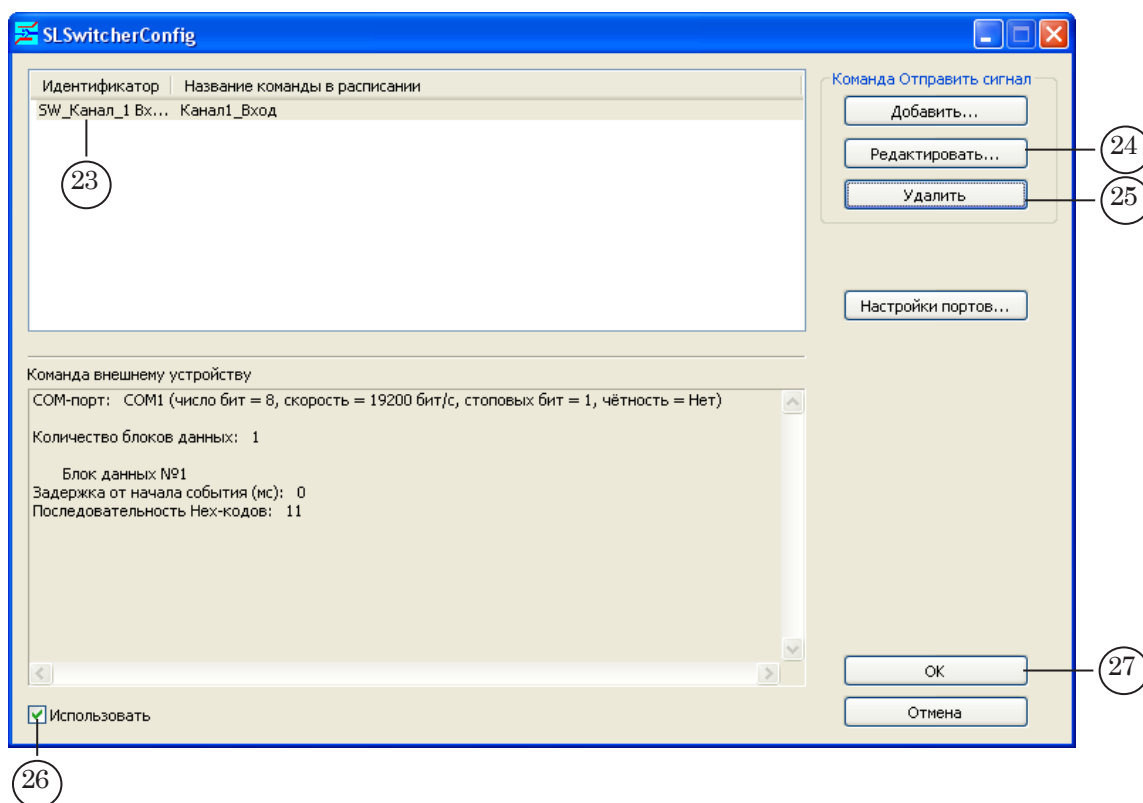 SLSwitcherConfig
Идентификатор Название команды в расписании
SW_Канал_1 Вх... Канал1_Вход
23
Команда Отправить сигнал
Добавить...
Редактировать...
24
Удалить
25
Настройки портов...
Команда внешнему устройству
COM-порт: COM1 (число бит = 8, скорость = 19200 бит/с, стоповых бит = 1, чётность = Нет)
Количество блоков данных: 1
Блок данных №1
Задержка от начала события (мс): 0
Последовательность Hex-кодов: 11
OK
27
Использовать
Отмена
26